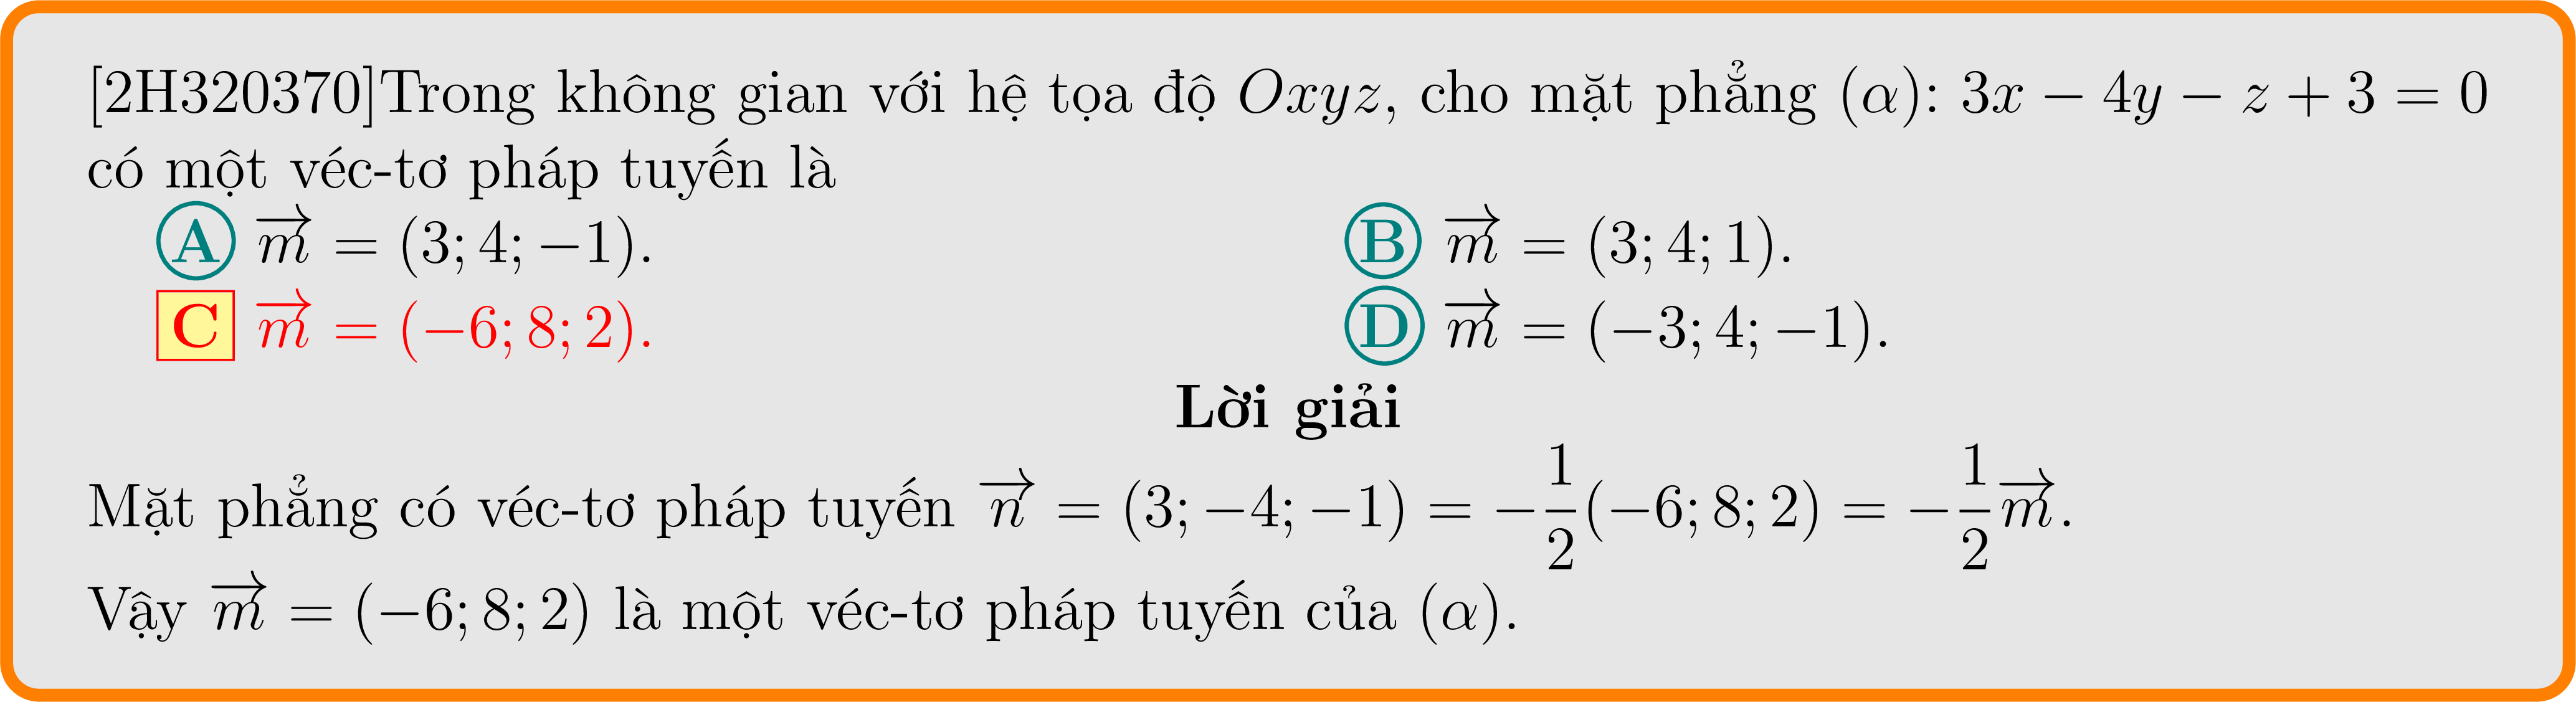 [2H320370]Trong không gian với hệ tọa độ Oxyz, cho mặt phẳng (α): 3x − 4y − z + 3 = 0
có một véc-tơ pháp tuyến là
A $\overrightarrow{m}$ = (3; 4; −1). B $\overrightarrow{m}$ = (3; 4; 1).
C $\overrightarrow{m}$ = (−6; 8; 2). D $\overrightarrow{m}$ = (−3; 4; −1).
Lời giải
Mặt phẳng có véc-tơ pháp tuyến $\overrightarrow{n}$ = (3; −4; −1) = $-\frac{1}{2}$(−6; 8; 2) = $-\frac{1}{2}\overrightarrow{m}$.
Vậy $\overrightarrow{m}$ = (−6; 8; 2) là một véc-tơ pháp tuyến của (α).